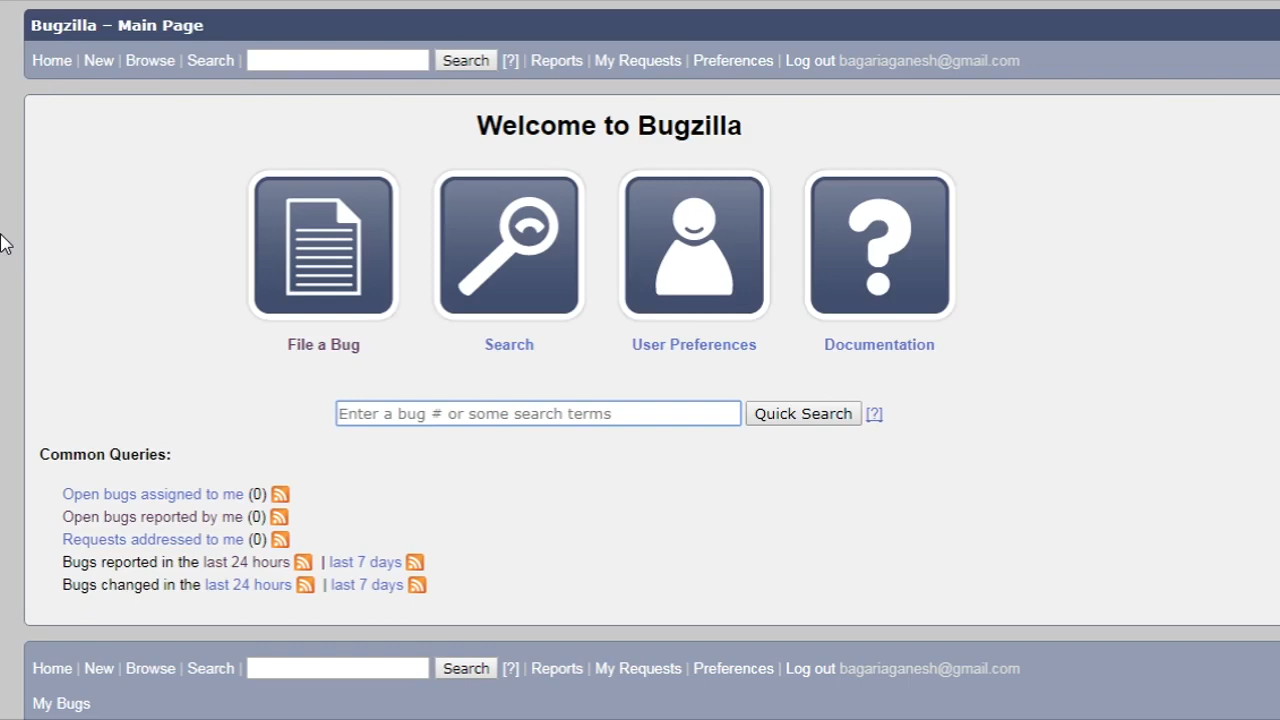 Bugzilla – Main Page
Home | New | Browse | Search | Search [?] | Reports | My Requests | Preferences | Log out bagariaganesh@gmail.com
Welcome to Bugzilla
File a Bug Search User Preferences Documentation
Enter a bug # or some search terms Quick Search [?]
Common Queries:
Open bugs assigned to me (0)
Open bugs reported by me (0)
Requests addressed to me (0)
Bugs reported in the last 24 hours | last 7 days
Bugs changed in the last 24 hours | last 7 days
Home | New | Browse | Search | Search [?] | Reports | My Requests | Preferences | Log out bagariaganesh@gmail.com
My Bugs